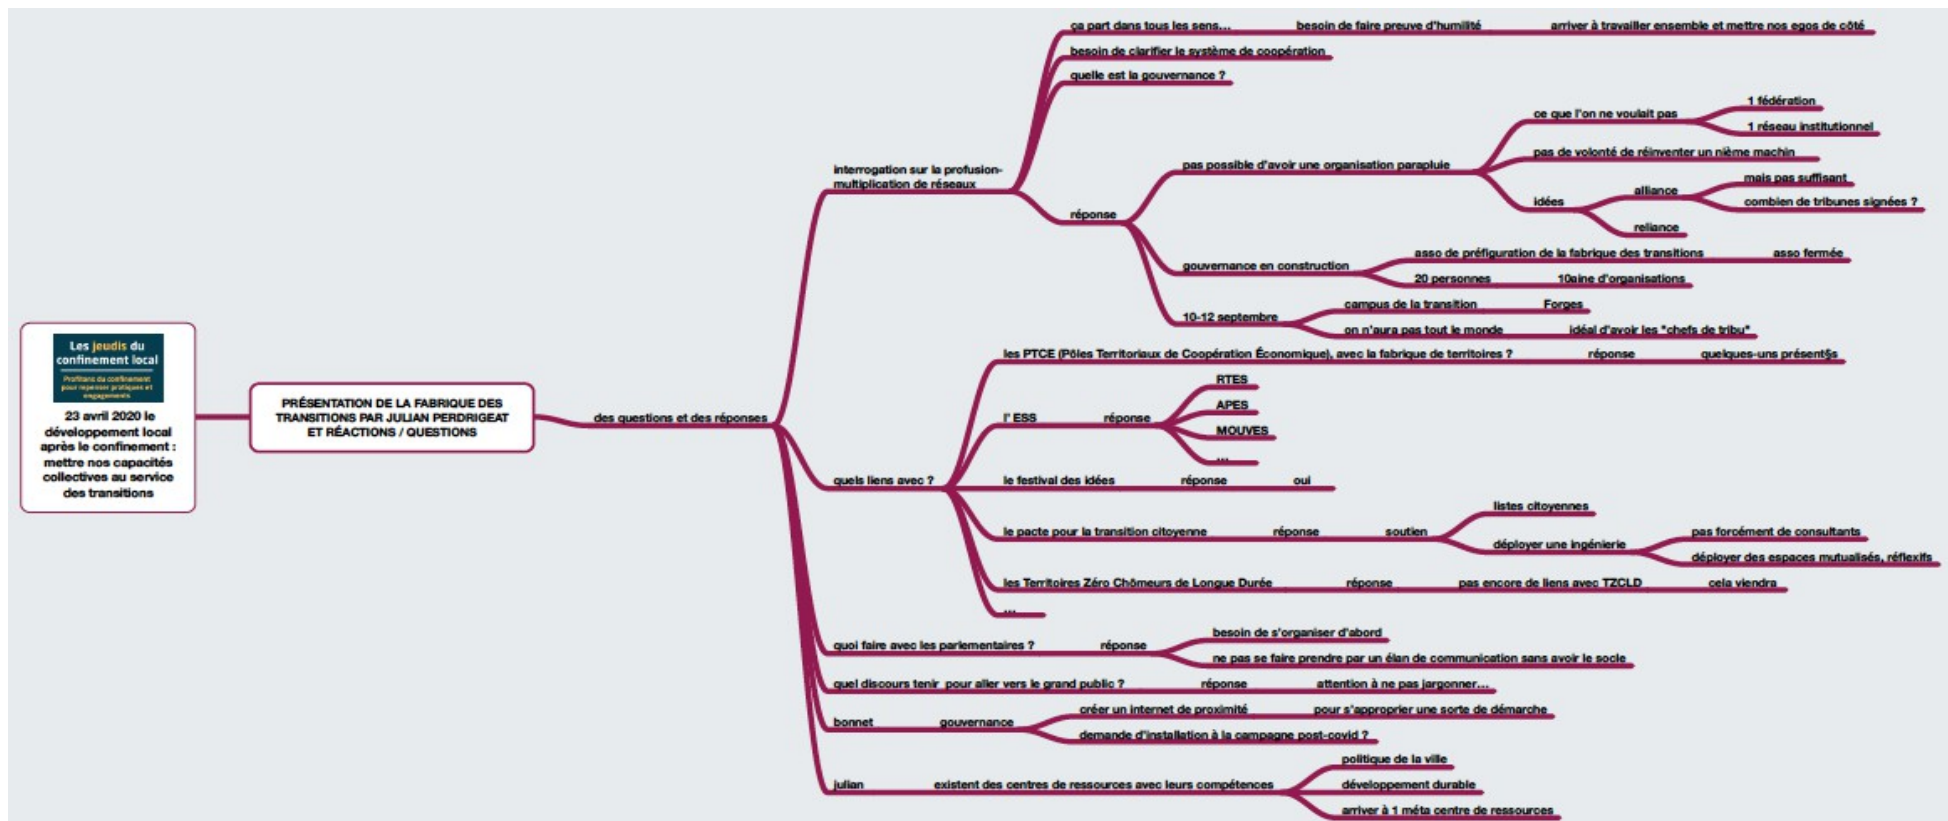 Les jeudis du
confinement local
Profitons du confinement
pour repenser pratiques et
engagements
23 avril 2020 le
développement local
après le confinement :
mettre nos capacités
collectives au service
des transitions
PRÉSENTATION DE LA FABRIQUE DES
TRANSITIONS PAR JULIAN PERDRIGEAT
ET RÉACTIONS / QUESTIONS
des questions et des réponses
interrogation sur la profusion-
multiplication de réseaux
ça part dans tous les sens...
besoin de faire preuve d'humilité
arriver à travailler ensemble et mettre nos egos de côté
besoin de clarifier le système de coopération
quelle est la gouvernance ?
réponse
pas possible d'avoir une organisation parapluie
ce que l'on ne voulait pas
1 fédération
1 réseau institutionnel
pas de volonté de réinventer un nième machin
idées
alliance
mais pas suffisant
combien de tribunes signées ?
reliance
gouvernance en construction
asso de préfiguration de la fabrique des transitions
asso fermée
20 personnes
10aine d'organisations
10-12 septembre
campus de la transition
Forges
on n'aura pas tout le monde
idéal d'avoir les "chefs de tribu"
quels liens avec ?
les PTCE (Pôles Territoriaux de Coopération Économique), avec la fabrique de territoires ?
réponse
quelques-uns présent§s
l' ESS
réponse
RTES
APES
MOUVES
...
le festival des idées
réponse
oui
le pacte pour la transition citoyenne
réponse
soutien
listes citoyennes
déployer une ingénierie
pas forcément de consultants
déployer des espaces mutualisés, réflexifs
les Territoires Zéro Chômeurs de Longue Durée
réponse
pas encore de liens avec TZCLD
cela viendra
...
quoi faire avec les parlementaires ?
réponse
besoin de s'organiser d'abord
ne pas se faire prendre par un élan de communication sans avoir le socle
quel discours tenir pour aller vers le grand public ?
réponse
attention à ne pas jargonner...
bonnet
gouvernance
créer un internet de proximité
pour s'approprier une sorte de démarche
demande d'installation à la campagne post-covid ?
julian
existent des centres de ressources avec leurs compétences
politique de la ville
développement durable
arriver à 1 méta centre de ressources